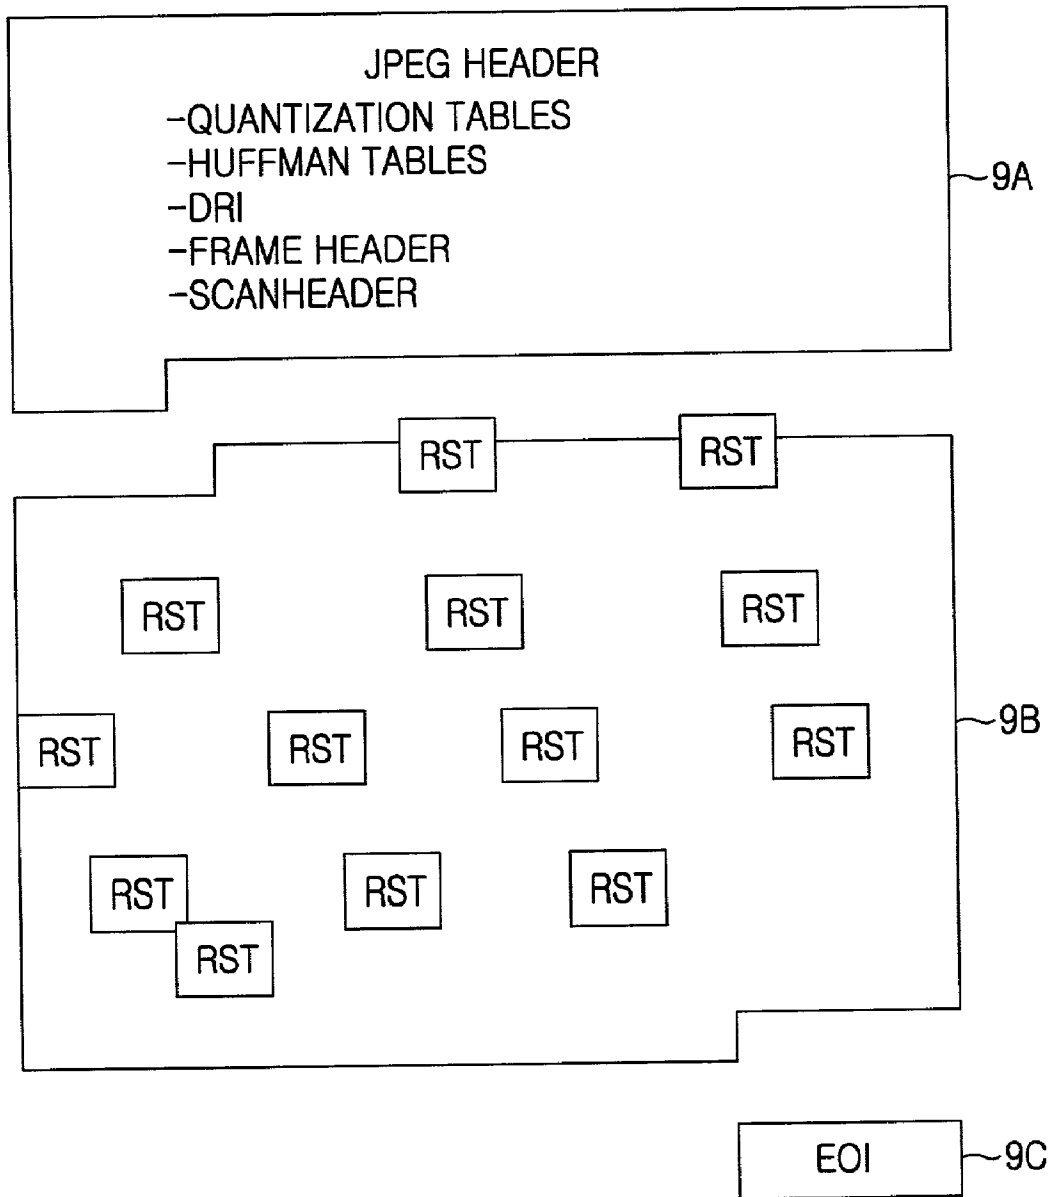 JPEG HEADER
-QUANTIZATION TABLES
-HUFFMAN TABLES
-DRI
-FRAME HEADER
-SCANHEADER
9A
RST RST
RST RST RST
RST RST RST RST
9B
RST RST RST
RST
EOI
9C